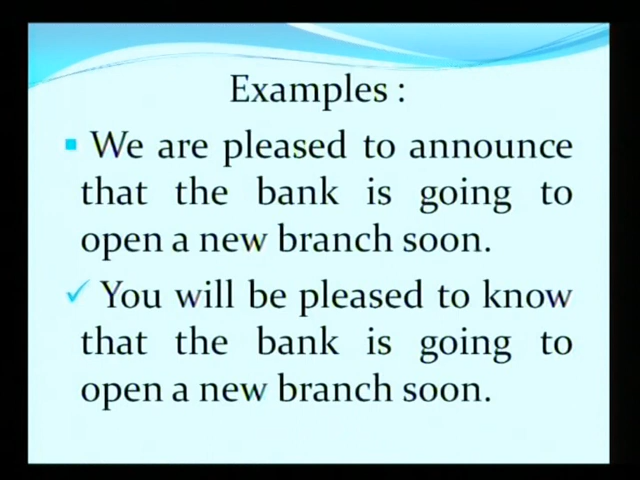 Examples :
▪ We are pleased to announce
that the bank is going to
open a new branch soon.
✓ You will be pleased to know
that the bank is going to
open a new branch soon.